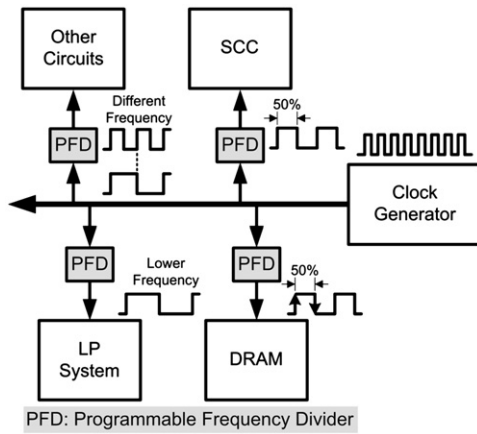 Other
Circuits
SCC
Different
Frequency
50%
PFD
PFD
Clock
Generator
PFD
Lower
Frequency
PFD
50%
LP
System
DRAM
PFD: Programmable Frequency Divider